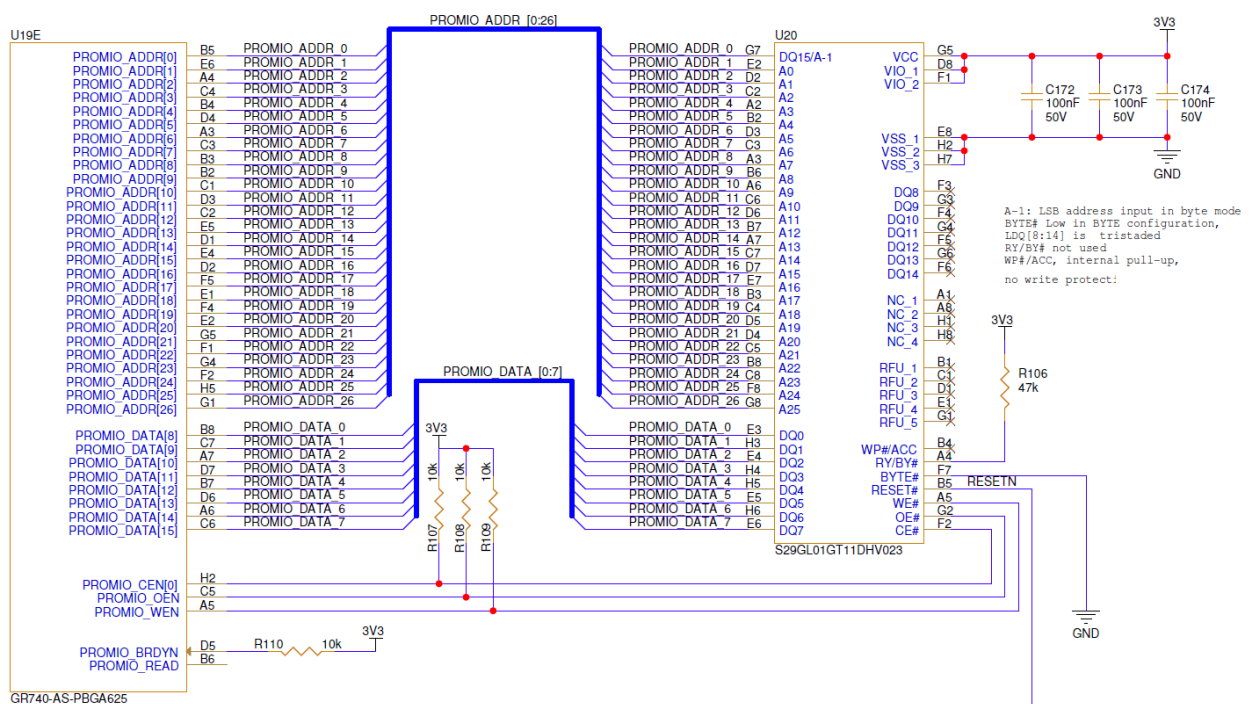 PROMIO_ADDR [0:26]
U19E
PROMIO_ADDR[0] B5 PROMIO_ADDR_0
PROMIO_ADDR[1] E6 PROMIO_ADDR_1
PROMIO_ADDR[2] A4 PROMIO_ADDR_2
PROMIO_ADDR[3] C4 PROMIO_ADDR_3
PROMIO_ADDR[4] B4 PROMIO_ADDR_4
PROMIO_ADDR[5] D4 PROMIO_ADDR_5
PROMIO_ADDR[6] A3 PROMIO_ADDR_6
PROMIO_ADDR[7] C3 PROMIO_ADDR_7
PROMIO_ADDR[8] B3 PROMIO_ADDR_8
PROMIO_ADDR[9] B2 PROMIO_ADDR_9
PROMIO_ADDR[10] C1 PROMIO_ADDR_10
PROMIO_ADDR[11] D3 PROMIO_ADDR_11
PROMIO_ADDR[12] C2 PROMIO_ADDR_12
PROMIO_ADDR[13] E5 PROMIO_ADDR_13
PROMIO_ADDR[14] D1 PROMIO_ADDR_14
PROMIO_ADDR[15] E4 PROMIO_ADDR_15
PROMIO_ADDR[16] D2 PROMIO_ADDR_16
PROMIO_ADDR[17] F5 PROMIO_ADDR_17
PROMIO_ADDR[18] E1 PROMIO_ADDR_18
PROMIO_ADDR[19] F4 PROMIO_ADDR_19
PROMIO_ADDR[20] E2 PROMIO_ADDR_20
PROMIO_ADDR[21] G5 PROMIO_ADDR_21
PROMIO_ADDR[22] F1 PROMIO_ADDR_22
PROMIO_ADDR[23] G4 PROMIO_ADDR_23
PROMIO_ADDR[24] F2 PROMIO_ADDR_24
PROMIO_ADDR[25] H5 PROMIO_ADDR_25
PROMIO_ADDR[26] G1 PROMIO_ADDR_26
PROMIO_DATA[8] B8 PROMIO_DATA_0
PROMIO_DATA[9] C7 PROMIO_DATA_1
PROMIO_DATA[10] A7 PROMIO_DATA_2
PROMIO_DATA[11] D7 PROMIO_DATA_3
PROMIO_DATA[12] B7 PROMIO_DATA_4
PROMIO_DATA[13] D6 PROMIO_DATA_5
PROMIO_DATA[14] A6 PROMIO_DATA_6
PROMIO_DATA[15] C6 PROMIO_DATA_7
PROMIO_CEN[0] H2
PROMIO_OEN C5
PROMIO_WEN A5
PROMIO_BRDYN D5 R110 10k 3V3
PROMIO_READ B6
GR740-AS-PBGA625
PROMIO_DATA [0:7]
3V3
10k 10k 10k
R107 R108 R109
U20
PROMIO_ADDR_0 G7 DQ15/A-1
PROMIO_ADDR_1 E2 A0
PROMIO_ADDR_2 D2 A1
PROMIO_ADDR_3 C2 A2
PROMIO_ADDR_4 A2 A3
PROMIO_ADDR_5 B2 A4
PROMIO_ADDR_6 D3 A5
PROMIO_ADDR_7 C3 A6
PROMIO_ADDR_8 A3 A7
PROMIO_ADDR_9 B6 A8
PROMIO_ADDR_10 A6 A9
PROMIO_ADDR_11 C6 A10
PROMIO_ADDR_12 D6 A11
PROMIO_ADDR_13 B7 A12
PROMIO_ADDR_14 A7 A13
PROMIO_ADDR_15 C7 A14
PROMIO_ADDR_16 D7 A15
PROMIO_ADDR_17 E7 A16
PROMIO_ADDR_18 B3 A17
PROMIO_ADDR_19 C4 A18
PROMIO_ADDR_20 D5 A19
PROMIO_ADDR_21 D4 A20
PROMIO_ADDR_22 C5 A21
PROMIO_ADDR_23 B8 A22
PROMIO_ADDR_24 C8 A23
PROMIO_ADDR_25 F8 A24
PROMIO_ADDR_26 G8 A25
PROMIO_DATA_0 E3 DQ0
PROMIO_DATA_1 H3 DQ1
PROMIO_DATA_2 E4 DQ2
PROMIO_DATA_3 H4 DQ3
PROMIO_DATA_4 H5 DQ4
PROMIO_DATA_5 E5 DQ5
PROMIO_DATA_6 H6 DQ6
PROMIO_DATA_7 E6 DQ7
VCC G5
VIO_1 D8
VIO_2 F1
VSS_1 E8
VSS_2 H2
VSS_3 H7
DQ8 F3
DQ9 G3
DQ10 F4
DQ11 G4
DQ12 F5
DQ13 G6
DQ14 F6
NC_1 A1
NC_2 A8
NC_3 H1
NC_4 H8
RFU_1 B1
RFU_2 C1
RFU_3 D1
RFU_4 E1
RFU_5 G1
WP#/ACC B4
RY/BY# A4
BYTE# F7
RESET# B5 RESETN
WE# A5
OE# G2
CE# F2
S29GL01GT11DHV023
3V3
C172 C173 C174
100nF 100nF 100nF
50V 50V 50V
GND
A-1: LSB address input in byte mode
BYTE# Low in BYTE configuration,
LDQ[8:14] is tristaded
RY/BY# not used
WP#/ACC, internal pull-up,
no write protect:
3V3
R106
47k
GND